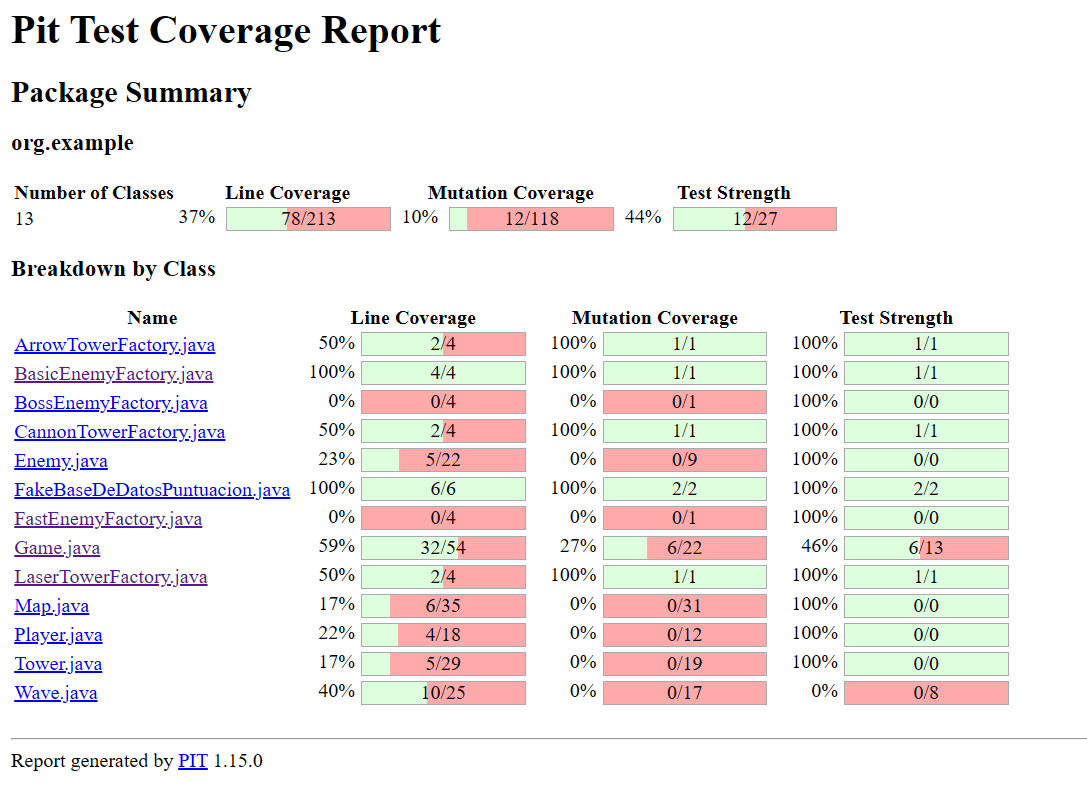 Pit Test Coverage Report
Package Summary
org.example
Number of Classes Line Coverage Mutation Coverage Test Strength
13 37% 78/213 10% 12/118 44% 12/27
Breakdown by Class
Name Line Coverage Mutation Coverage Test Strength
ArrowTowerFactory.java 50% 2/4 100% 1/1 100% 1/1
BasicEnemyFactory.java 100% 4/4 100% 1/1 100% 1/1
BossEnemyFactory.java 0% 0/4 0% 0/1 100% 0/0
CannonTowerFactory.java 50% 2/4 100% 1/1 100% 1/1
Enemy.java 23% 5/22 0% 0/9 100% 0/0
FakeBaseDeDatosPuntuacion.java 100% 6/6 100% 2/2 100% 2/2
FastEnemyFactory.java 0% 0/4 0% 0/1 100% 0/0
Game.java 59% 32/54 27% 6/22 46% 6/13
LaserTowerFactory.java 50% 2/4 100% 1/1 100% 1/1
Map.java 17% 6/35 0% 0/31 100% 0/0
Player.java 22% 4/18 0% 0/12 100% 0/0
Tower.java 17% 5/29 0% 0/19 100% 0/0
Wave.java 40% 10/25 0% 0/17 0% 0/8
Report generated by PIT 1.15.0